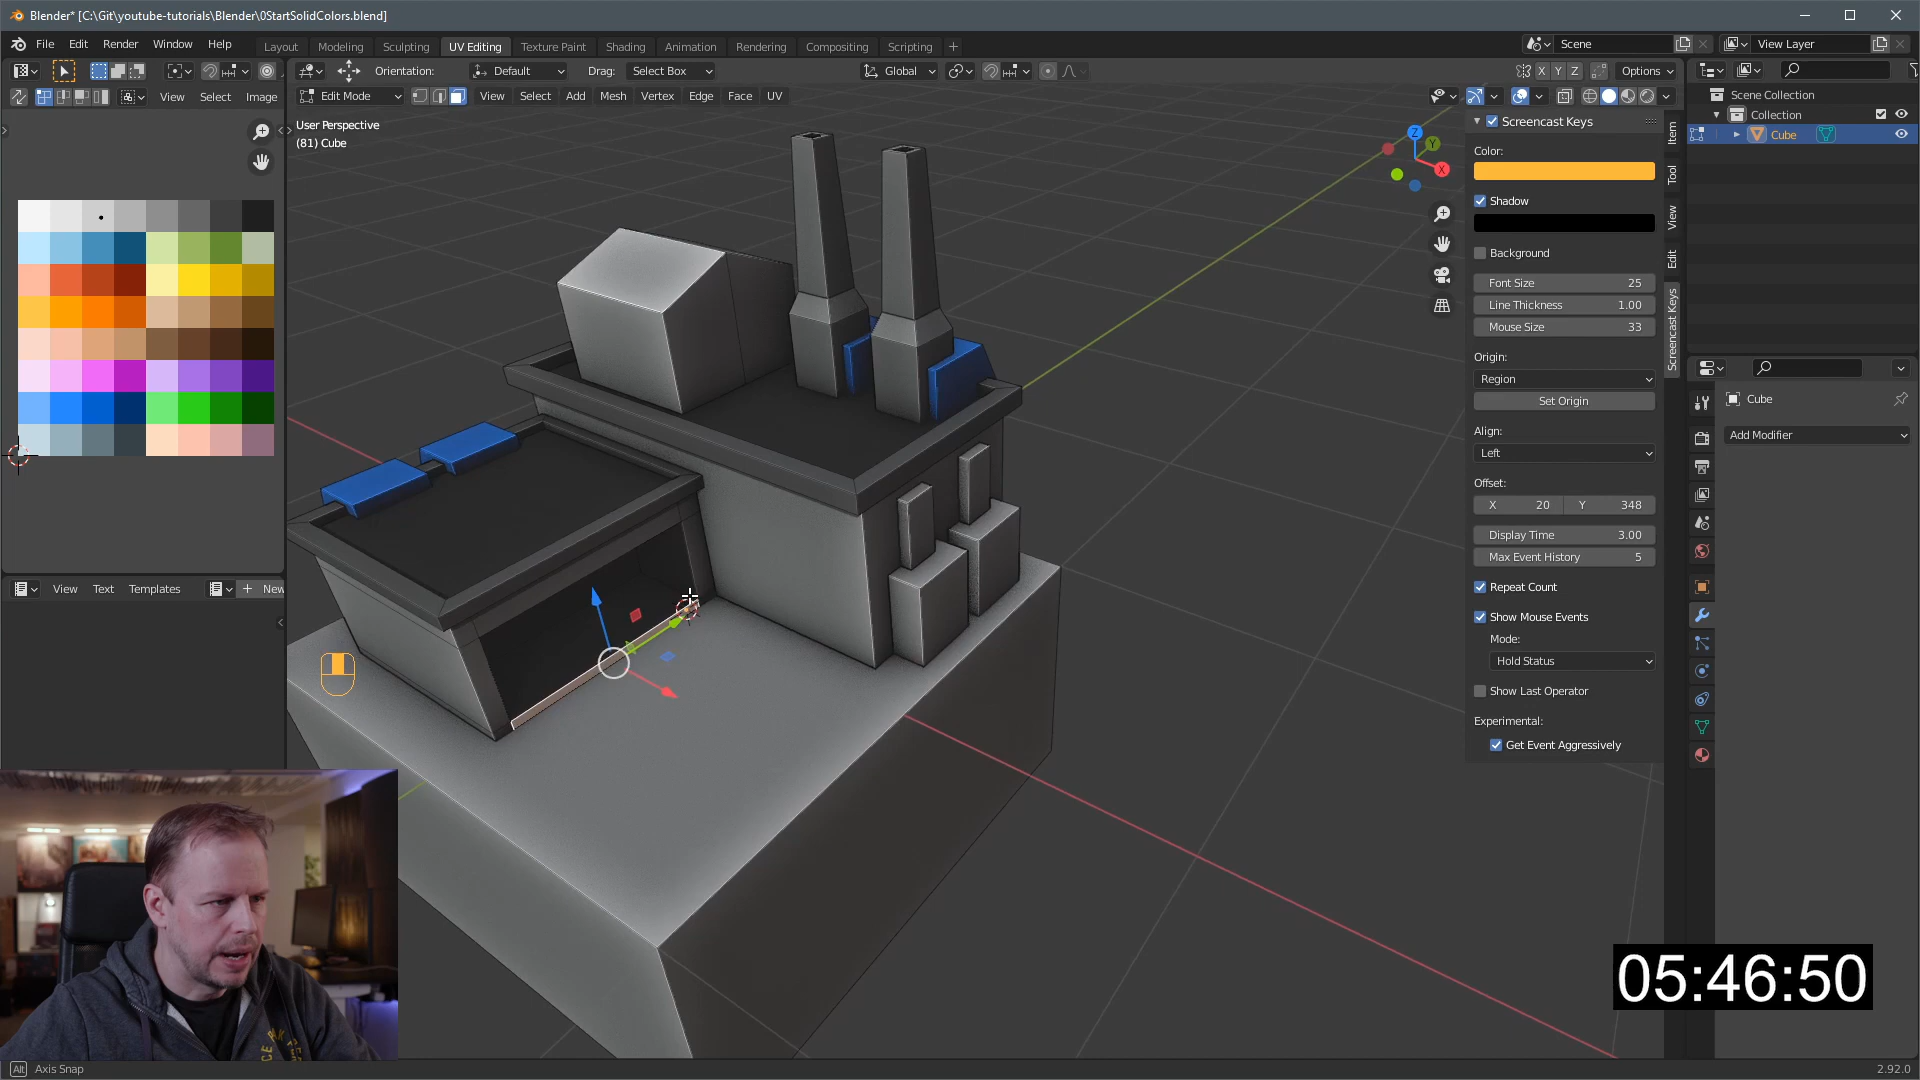 Blender* [C:\Git\youtube-tutorials\Blender\0StartSolidColors.blend]
File Edit Render Window Help
Layout Modeling Sculpting UV Editing Texture Paint Shading Animation Rendering Compositing Scripting +
Scene
View Layer
Orientation: Default Drag: Select Box
Global
X Y Z
Options
View Select Image
Edit Mode
View Select Add Mesh Vertex Edge Face UV
User Perspective
(81) Cube
Z
Y
X
Screencast Keys
Color:
Shadow
Background
Font Size 25
Line Thickness 1.00
Mouse Size 33
Origin:
Region
Set Origin
Align:
Left
Offset:
X 20 Y 348
Display Time 3.00
Max Event History 5
Repeat Count
Show Mouse Events
Mode:
Hold Status
Show Last Operator
Experimental:
Get Event Aggressively
Item
Tool
View
Edit
Screencast Keys
Scene Collection
Collection
Cube
Cube
Add Modifier
View Text Templates
New
05:46:50
Alt Axis Snap
2.92.0